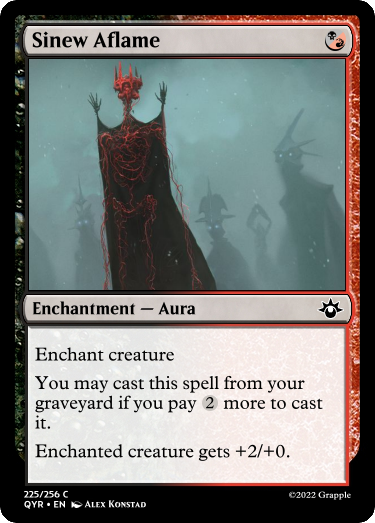 Sinew Aflame
Enchantment — Aura
Enchant creature
You may cast this spell from your
graveyard if you pay 2 more to cast
it.
Enchanted creature gets +2/+0.
225/256 C
QYR • EN Alex Konstad
©2022 Grapple